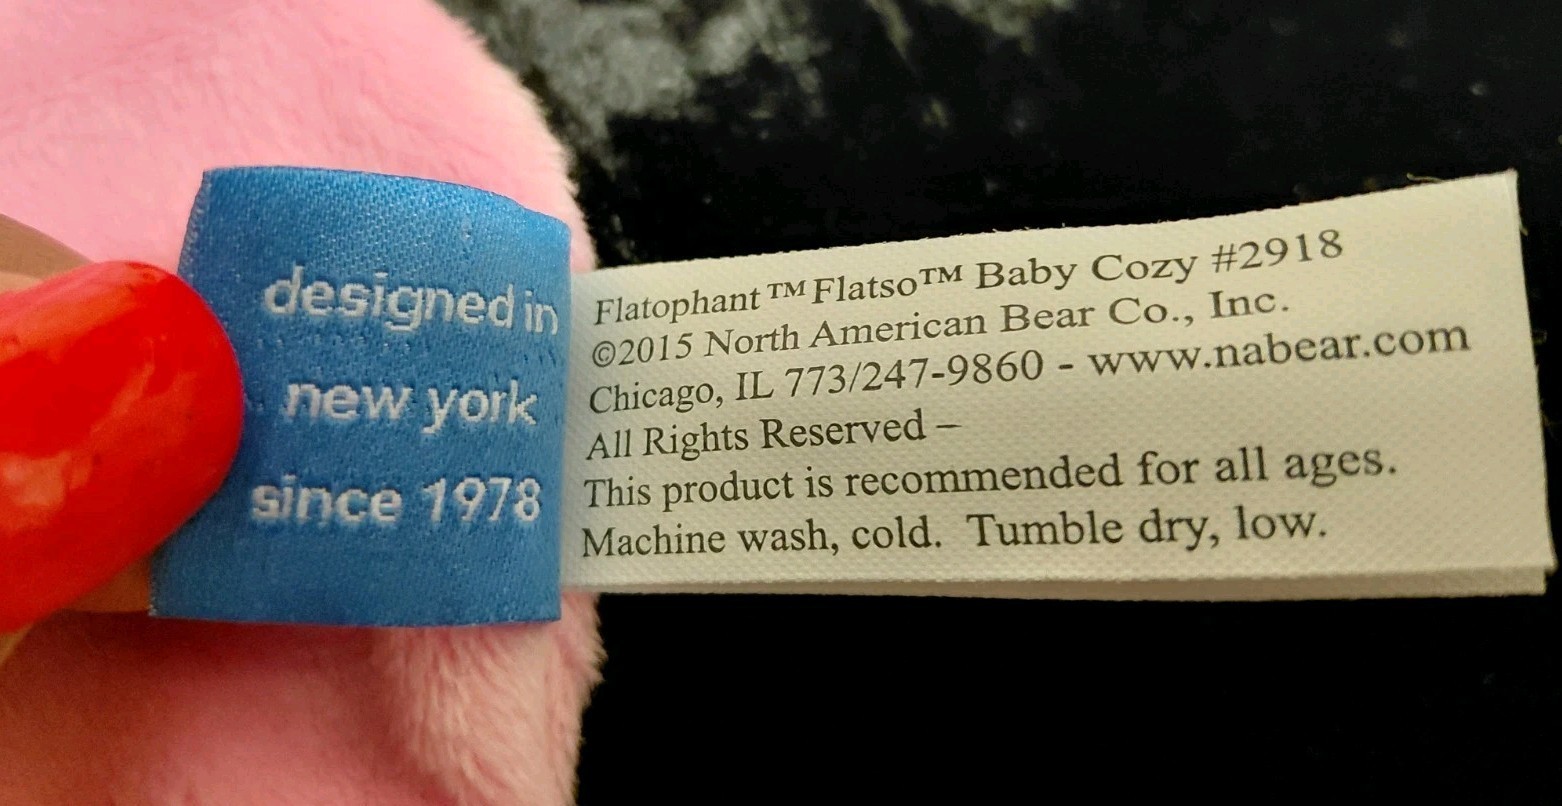 designed in
new york
since 1978
Flatophant™ Flatso™ Baby Cozy #2918
©2015 North American Bear Co., Inc.
Chicago, IL 773/247-9860 - www.nabear.com
All Rights Reserved –
This product is recommended for all ages.
Machine wash, cold. Tumble dry, low.